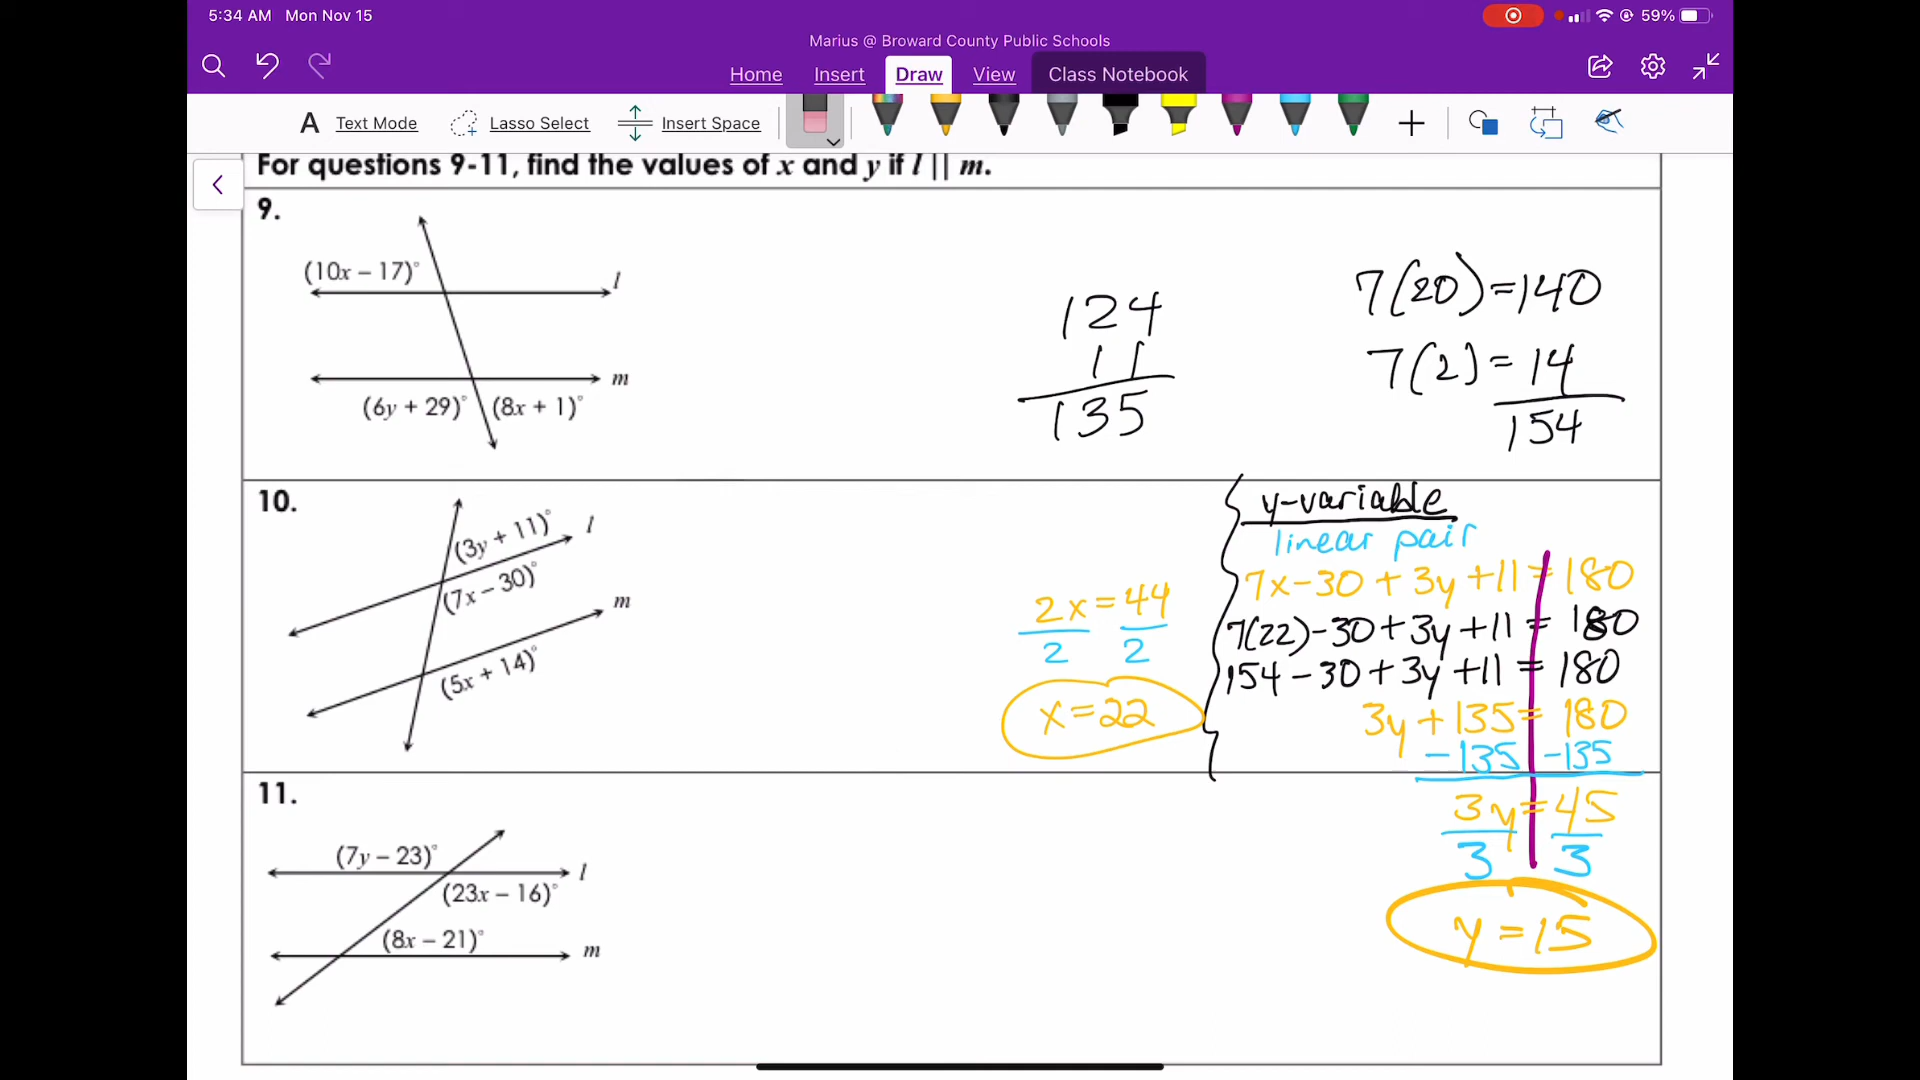 5:34 AM Mon Nov 15
59%
Marius @ Broward County Public Schools
Home Insert Draw View Class Notebook
A Text Mode Lasso Select Insert Space
For questions 9-11, find the values of x and y if l || m.
9.
(10x – 17)°
l
m
(6y + 29)° (8x + 1)°
124
11
135
7(20)=140
7(2)=14
154
10.
(3y + 11)°
l
(7x – 30)°
m
(5x + 14)°
2x=44
2 2
x=22
y-variable
linear pair
7x-30+3y+11=180
7(22)-30+3y+11=180
154-30+3y+11=180
3y+135=180
-135 -135
3y=45
3 3
y=15
11.
(7y – 23)°
l
(23x – 16)°
(8x – 21)°
m